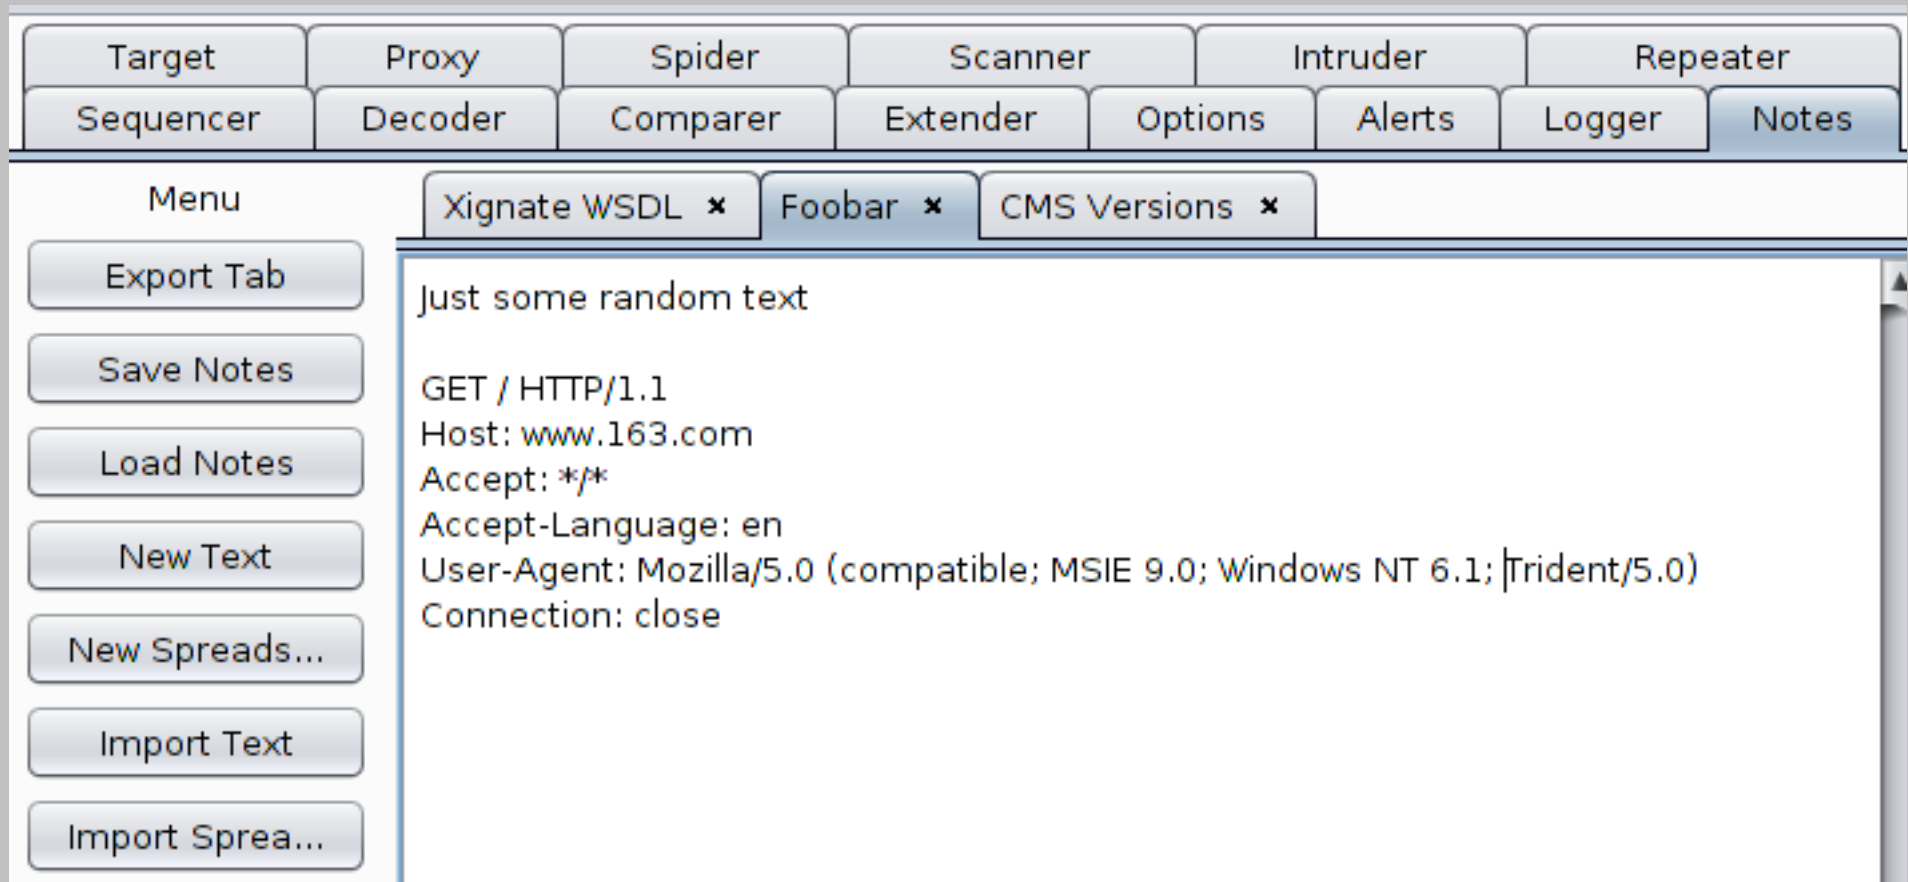 Target Proxy Spider Scanner Intruder Repeater
Sequencer Decoder Comparer Extender Options Alerts Logger Notes
Menu
Export Tab
Save Notes
Load Notes
New Text
New Spreads...
Import Text
Import Sprea...
Xignate WSDL × Foobar × CMS Versions ×
Just some random text
GET / HTTP/1.1
Host: www.163.com
Accept: */*
Accept-Language: en
User-Agent: Mozilla/5.0 (compatible; MSIE 9.0; Windows NT 6.1; Trident/5.0)
Connection: close